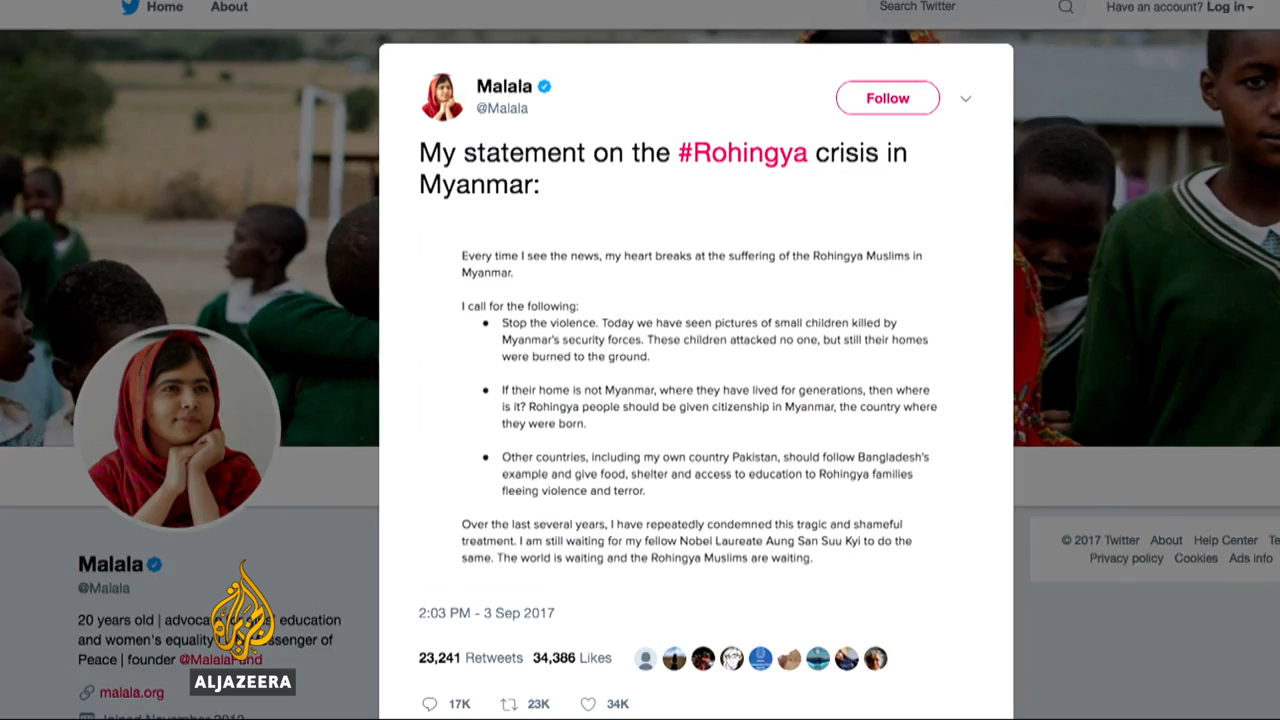 Home About
Search Twitter
Have an account? Log in
Malala
@Malala
Follow
My statement on the #Rohingya crisis in
Myanmar:
Every time I see the news, my heart breaks at the suffering of the Rohingya Muslims in
Myanmar.
I call for the following:
● Stop the violence. Today we have seen pictures of small children killed by
Myanmar's security forces. These children attacked no one, but still their homes
were burned to the ground.
● If their home is not Myanmar, where they have lived for generations, then where
is it? Rohingya people should be given citizenship in Myanmar, the country where
they were born.
● Other countries, including my own country Pakistan, should follow Bangladesh's
example and give food, shelter and access to education to Rohingya families
fleeing violence and terror.
Over the last several years, I have repeatedly condemned this tragic and shameful
treatment. I am still waiting for my fellow Nobel Laureate Aung San Suu Kyi to do the
same. The world is waiting and the Rohingya Muslims are waiting.
2:03 PM - 3 Sep 2017
23,241 Retweets 34,386 Likes
17K 23K 34K
Malala
@Malala
20 years old | education
and women's equality
Peace | founder
malala.org
Joined November 2012
الجزيرة
ALJAZEERA
© 2017 Twitter About Help Center
Privacy policy Cookies Ads info